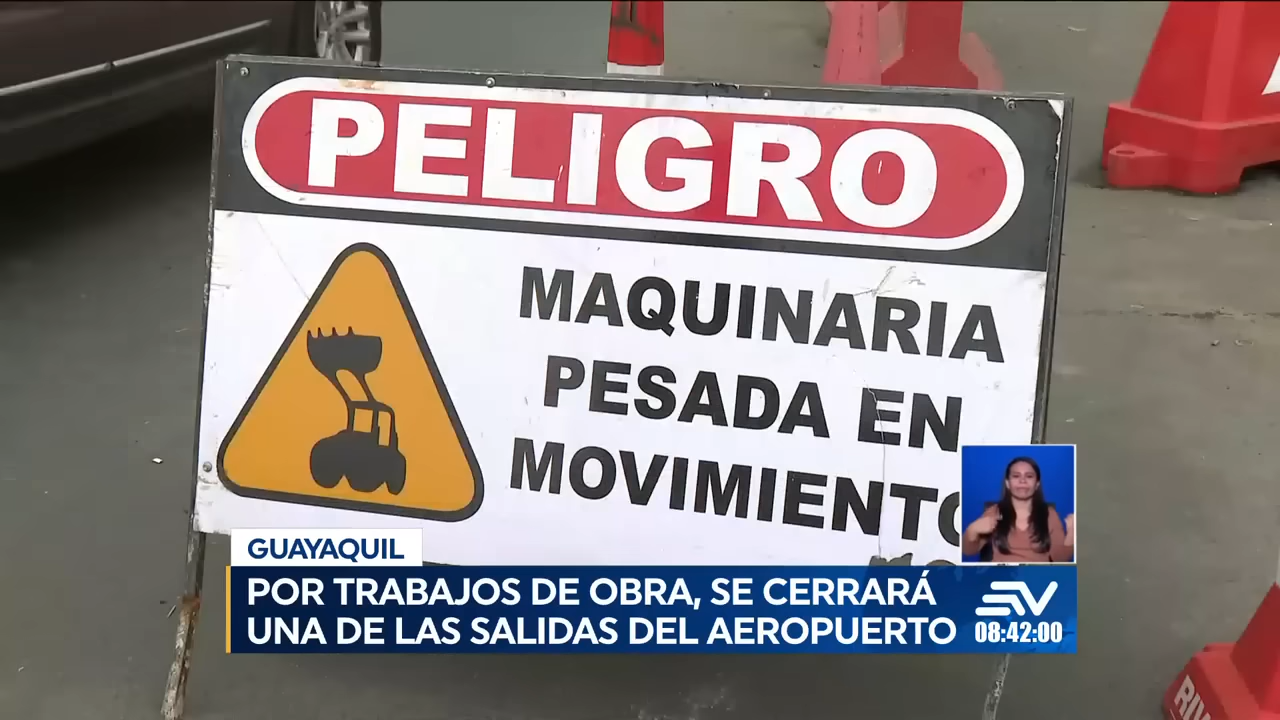 PELIGRO
MAQUINARIA
PESADA EN
MOVIMIENTO
GUAYAQUIL
POR TRABAJOS DE OBRA, SE CERRARÁ
UNA DE LAS SALIDAS DEL AEROPUERTO
08:42:00